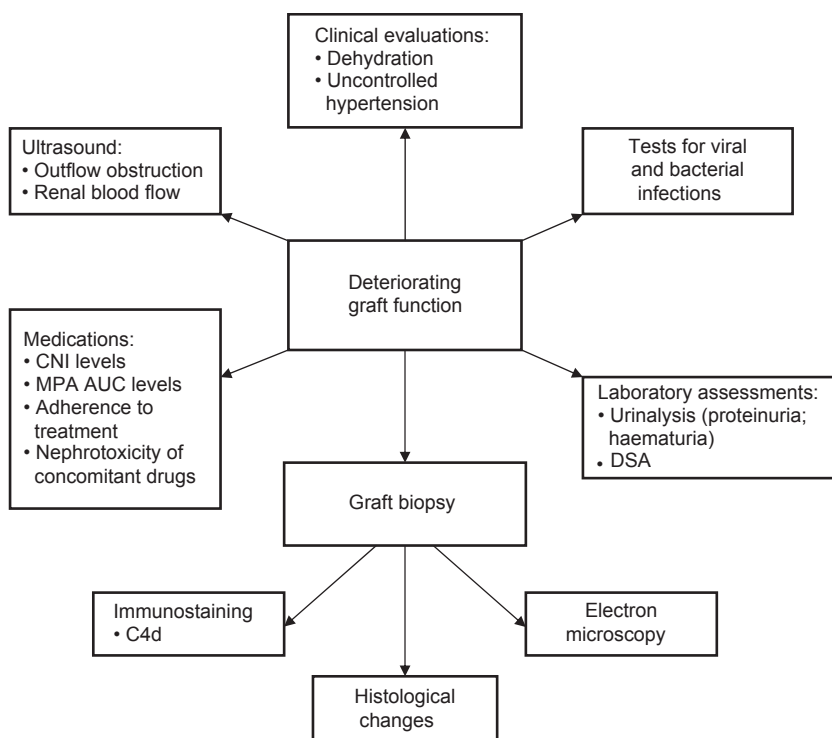 Clinical evaluations:
• Dehydration
• Uncontrolled
hypertension
Ultrasound:
• Outflow obstruction
• Renal blood flow
Tests for viral
and bacterial
infections
Deteriorating
graft function
Medications:
• CNI levels
• MPA AUC levels
• Adherence to
treatment
• Nephrotoxicity of
concomitant drugs
Laboratory assessments:
• Urinalysis (proteinuria;
haematuria)
• DSA
Graft biopsy
Immunostaining
• C4d
Electron
microscopy
Histological
changes